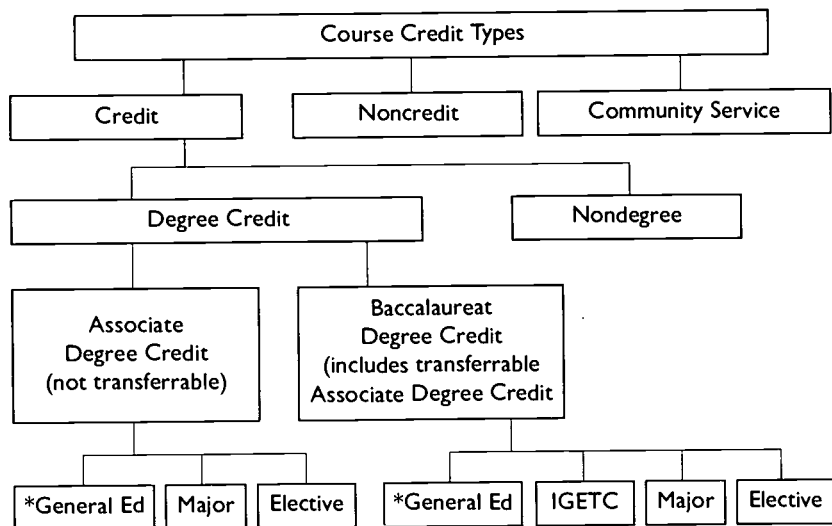 Course Credit Types
Credit
Noncredit
Community Service
Degree Credit
Nondegree
Associate
Degree Credit
(not transferrable)
Baccalaureat
Degree Credit
(includes transferrable
Associate Degree Credit
*General Ed
Major
Elective
*General Ed
IGETC
Major
Elective